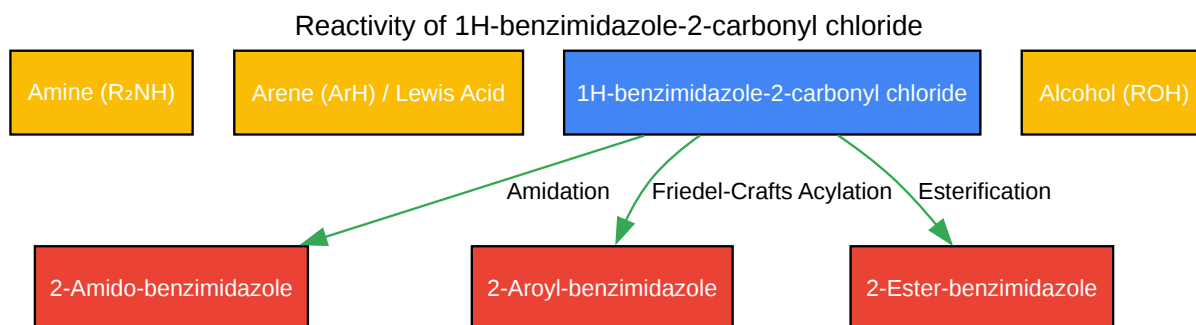 Reactivity of 1H-benzimidazole-2-carbonyl chloride
Amine (R₂NH)
Arene (ArH) / Lewis Acid
1H-benzimidazole-2-carbonyl chloride
Alcohol (ROH)
Amidation
Friedel-Crafts Acylation
Esterification
2-Amido-benzimidazole
2-Aroyl-benzimidazole
2-Ester-benzimidazole